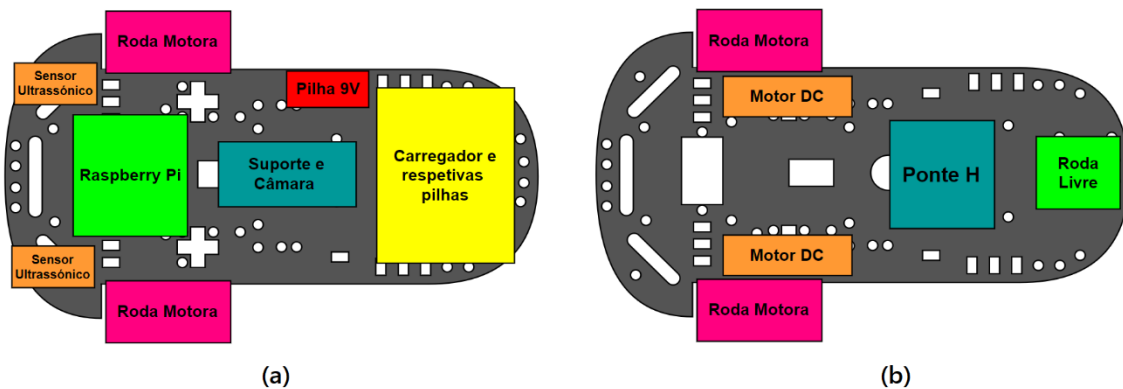 Roda Motora
Sensor
Ultrassónico
Pilha 9V
Raspberry Pi
Suporte e
Câmara
Carregador e
respetivas
pilhas
Sensor
Ultrassónico
Roda Motora
(a)
Roda Motora
Motor DC
Ponte H
Roda
Livre
Motor DC
Roda Motora
(b)